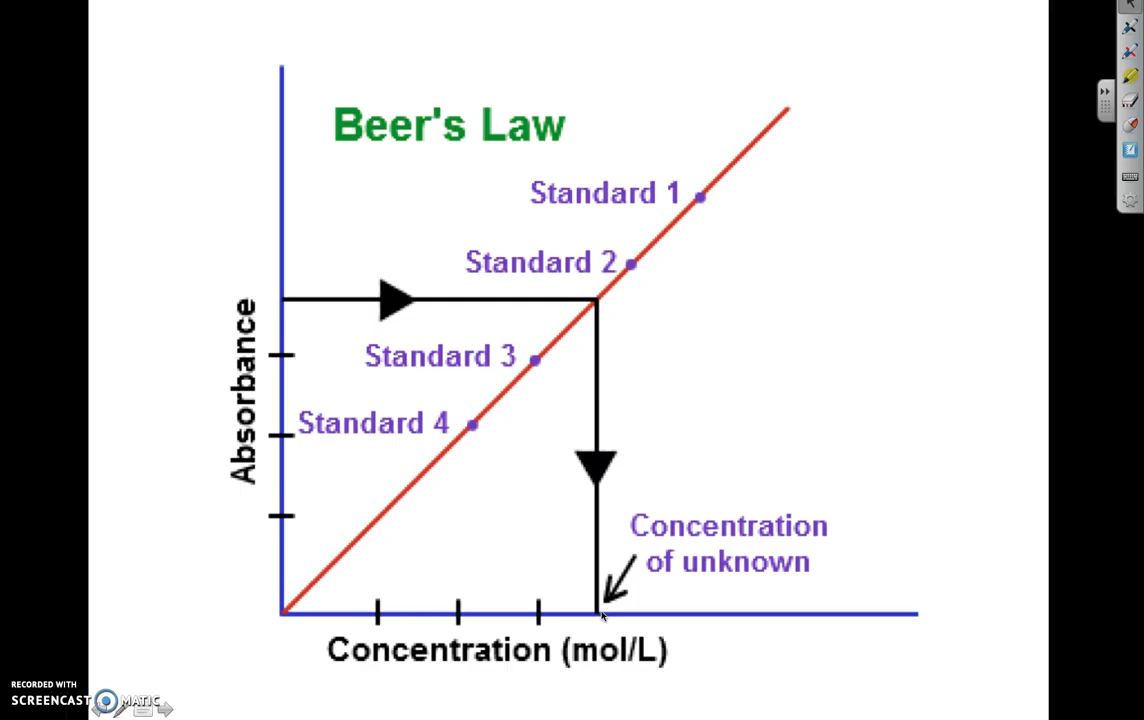 Beer's Law
Standard 1
Standard 2
Standard 3
Standard 4
Absorbance
Concentration
of unknown
Concentration (mol/L)
RECORDED WITH
SCREENCAST MATIC